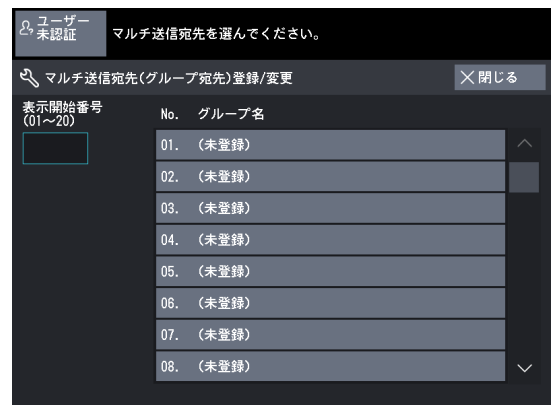 ユーザー
未認証
マルチ送信宛先を選んでください。
マルチ送信宛先(グループ宛先)登録/変更
閉じる
表示開始番号
(01～20)
No. グループ名
01. (未登録)
02. (未登録)
03. (未登録)
04. (未登録)
05. (未登録)
06. (未登録)
07. (未登録)
08. (未登録)